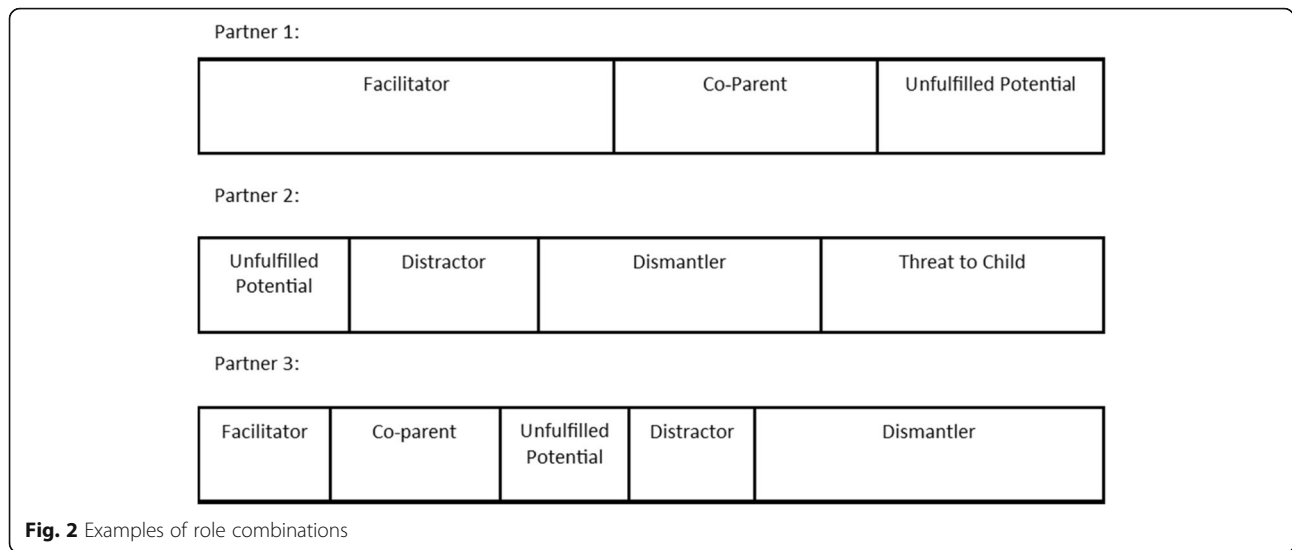 Partner 1:
Facilitator
Co-Parent
Unfulfilled Potential
Partner 2:
Unfulfilled
Potential
Distractor
Dismantler
Threat to Child
Partner 3:
Facilitator
Co-parent
Unfulfilled
Potential
Distractor
Dismantler
Fig. 2 Examples of role combinations